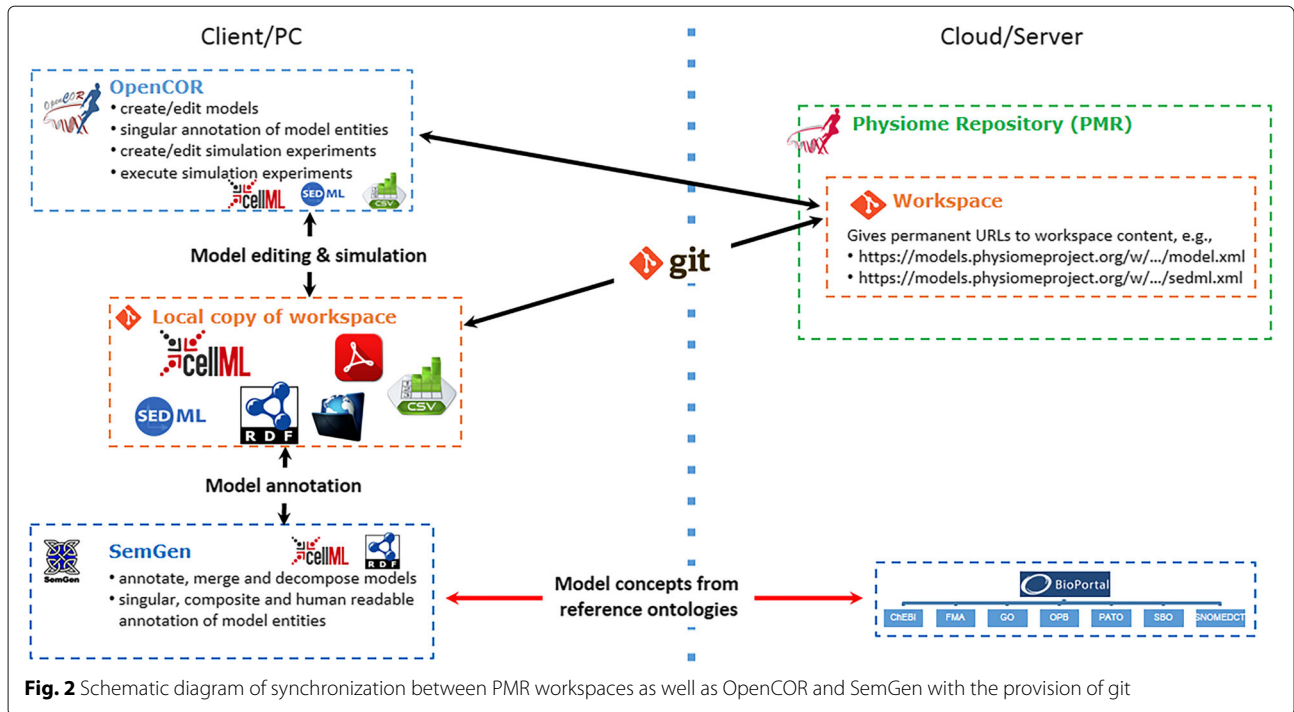 Client/PC
Cloud/Server
OpenCOR
OpenCOR
• create/edit models
• singular annotation of model entities
• create/edit simulation experiments
• execute simulation experiments
cellML
SED ML
CSV
Physiome Repository (PMR)
Workspace
Gives permanent URLs to workspace content, e.g.,
• https://models.physiomeproject.org/w/.../model.xml
• https://models.physiomeproject.org/w/.../sedml.xml
Model editing & simulation
git
Local copy of workspace
cellML
CSV
SED ML
RDF
Model annotation
SemGen
SemGen
cellML
RDF
• annotate, merge and decompose models
• singular, composite and human readable
annotation of model entities
Model concepts from
reference ontologies
BioPortal
ChEBI
FMA
GO
OPB
PATO
SBO
SNOMEDCT
Fig. 2 Schematic diagram of synchronization between PMR workspaces as well as OpenCOR and SemGen with the provision of git